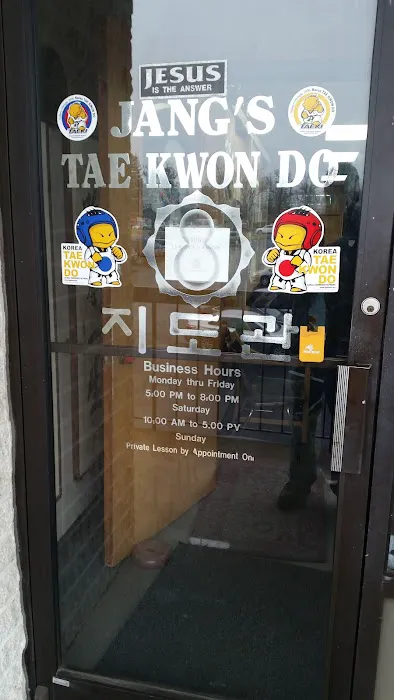 JESUS
IS THE ANSWER
JANG'S
TAE KWON DO
KOREA
TAE
KWON
DO
KOREA
TAE
KWON
DO
지도관
Business Hours
Monday thru Friday
5:00 PM to 8:00 PM
Saturday
10:00 AM to 5:00 PM
Sunday
Private Lesson by Appointment Onl